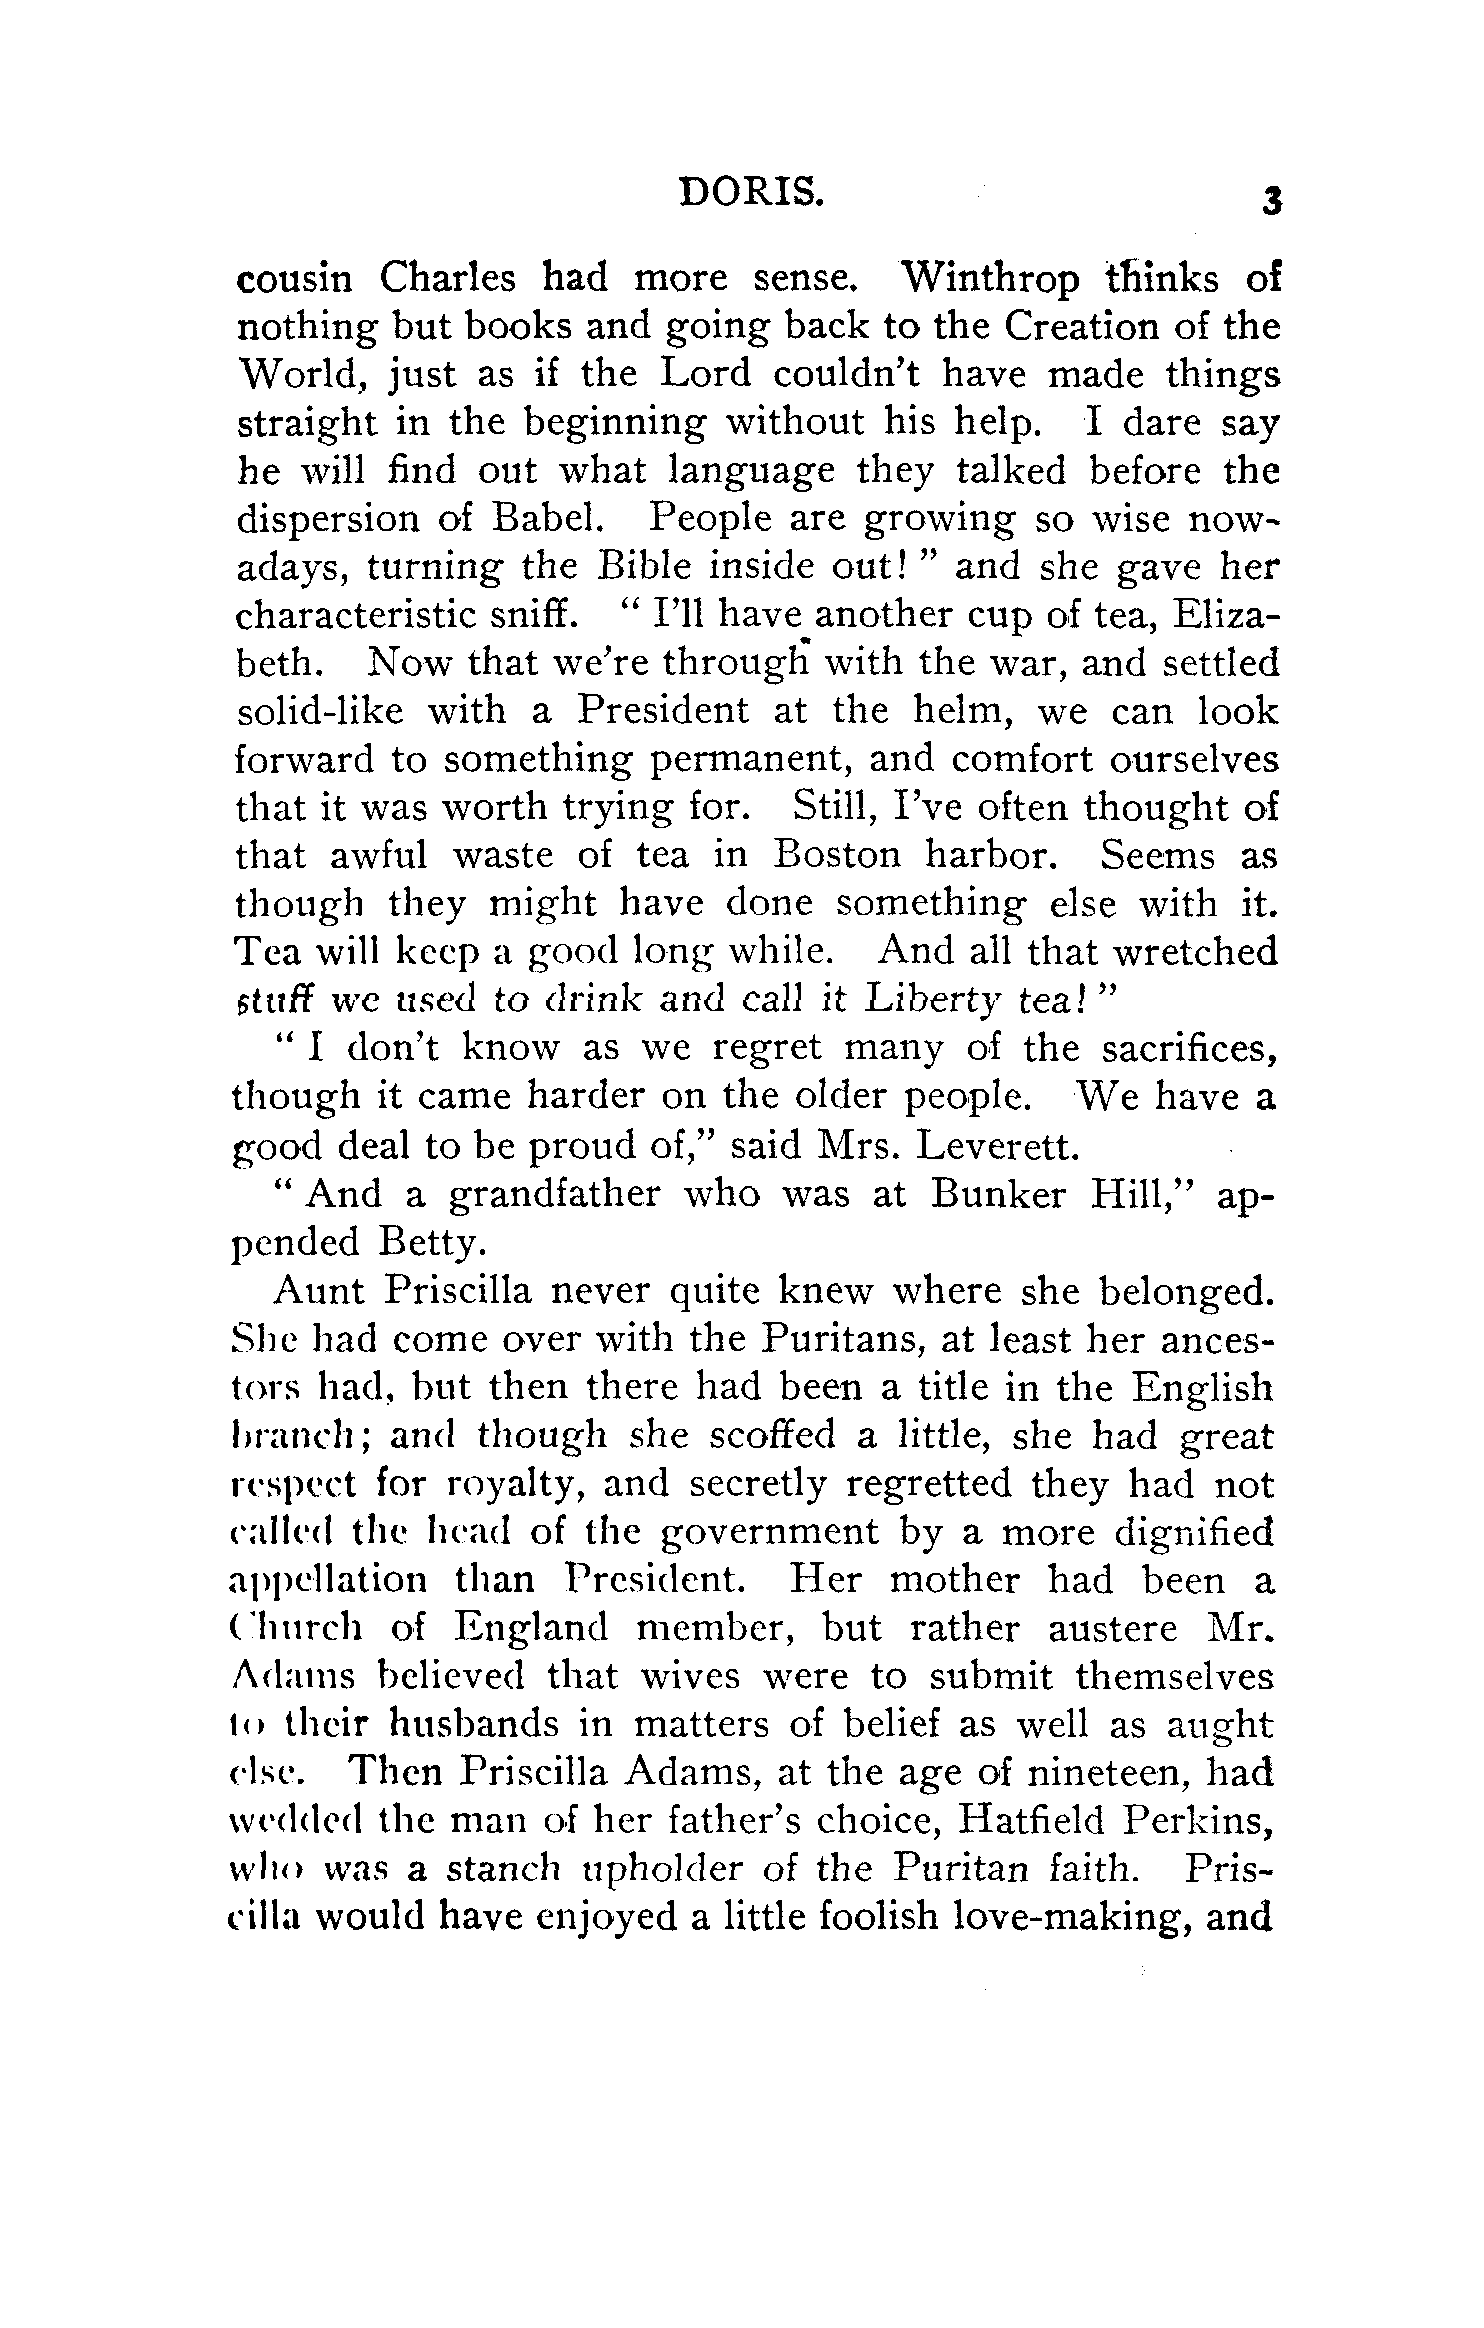 DORIS. 3
cousin Charles had more sense. Winthrop thinks of
nothing but books and going back to the Creation of the
World, just as if the Lord couldn't have made things
straight in the beginning without his help. I dare say
he will find out what language they talked before the
dispersion of Babel. People are growing so wise now-
adays, turning the Bible inside out! " and she gave her
characteristic sniff. " I'll have another cup of tea, Eliza-
beth. Now that we're through with the war, and settled
solid-like with a President at the helm, we can look
forward to something permanent, and comfort ourselves
that it was worth trying for. Still, I've often thought of
that awful waste of tea in Boston harbor. Seems as
though they might have done something else with it.
Tea will keep a good long while. And all that wretched
stuff we used to drink and call it Liberty tea! "
" I don't know as we regret many of the sacrifices,
though it came harder on the older people. We have a
good deal to be proud of," said Mrs. Leverett.
" And a grandfather who was at Bunker Hill," ap-
pended Betty.
Aunt Priscilla never quite knew where she belonged.
She had come over with the Puritans, at least her ances-
tors had, but then there had been a title in the English
branch; and though she scoffed a little, she had great
respect for royalty, and secretly regretted they had not
called the head of the government by a more dignified
appellation than President. Her mother had been a
Church of England member, but rather austere Mr.
Adams believed that wives were to submit themselves
to their husbands in matters of belief as well as aught
else. Then Priscilla Adams, at the age of nineteen, had
wedded the man of her father's choice, Hatfield Perkins,
who was a stanch upholder of the Puritan faith. Pris-
cilla would have enjoyed a little foolish love-making, and